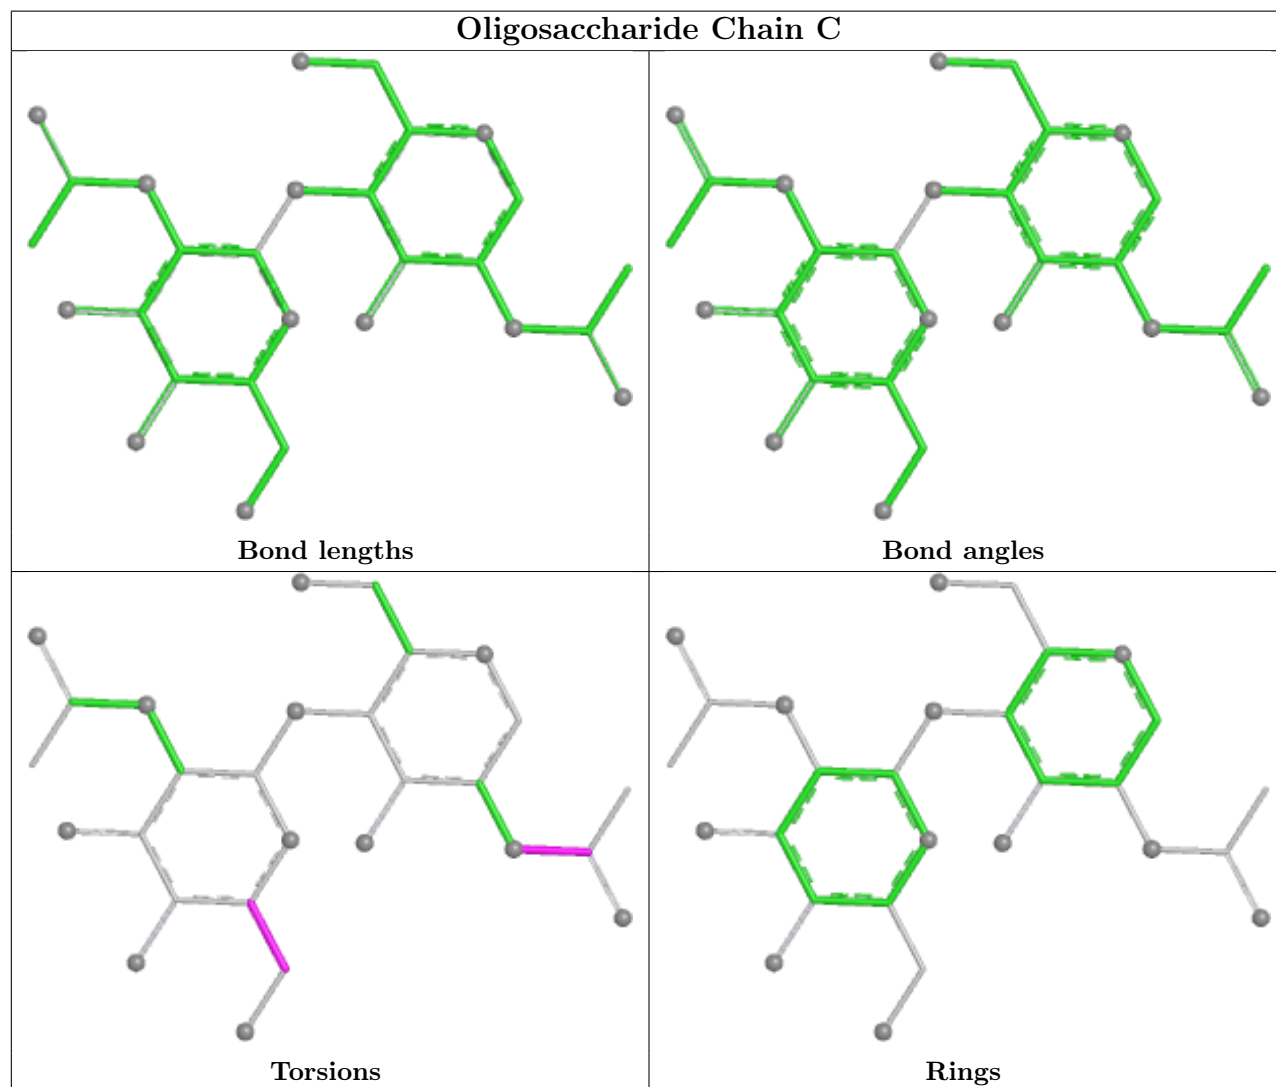 Oligosaccharide Chain C
Bond lengths
Bond angles
Torsions
Rings